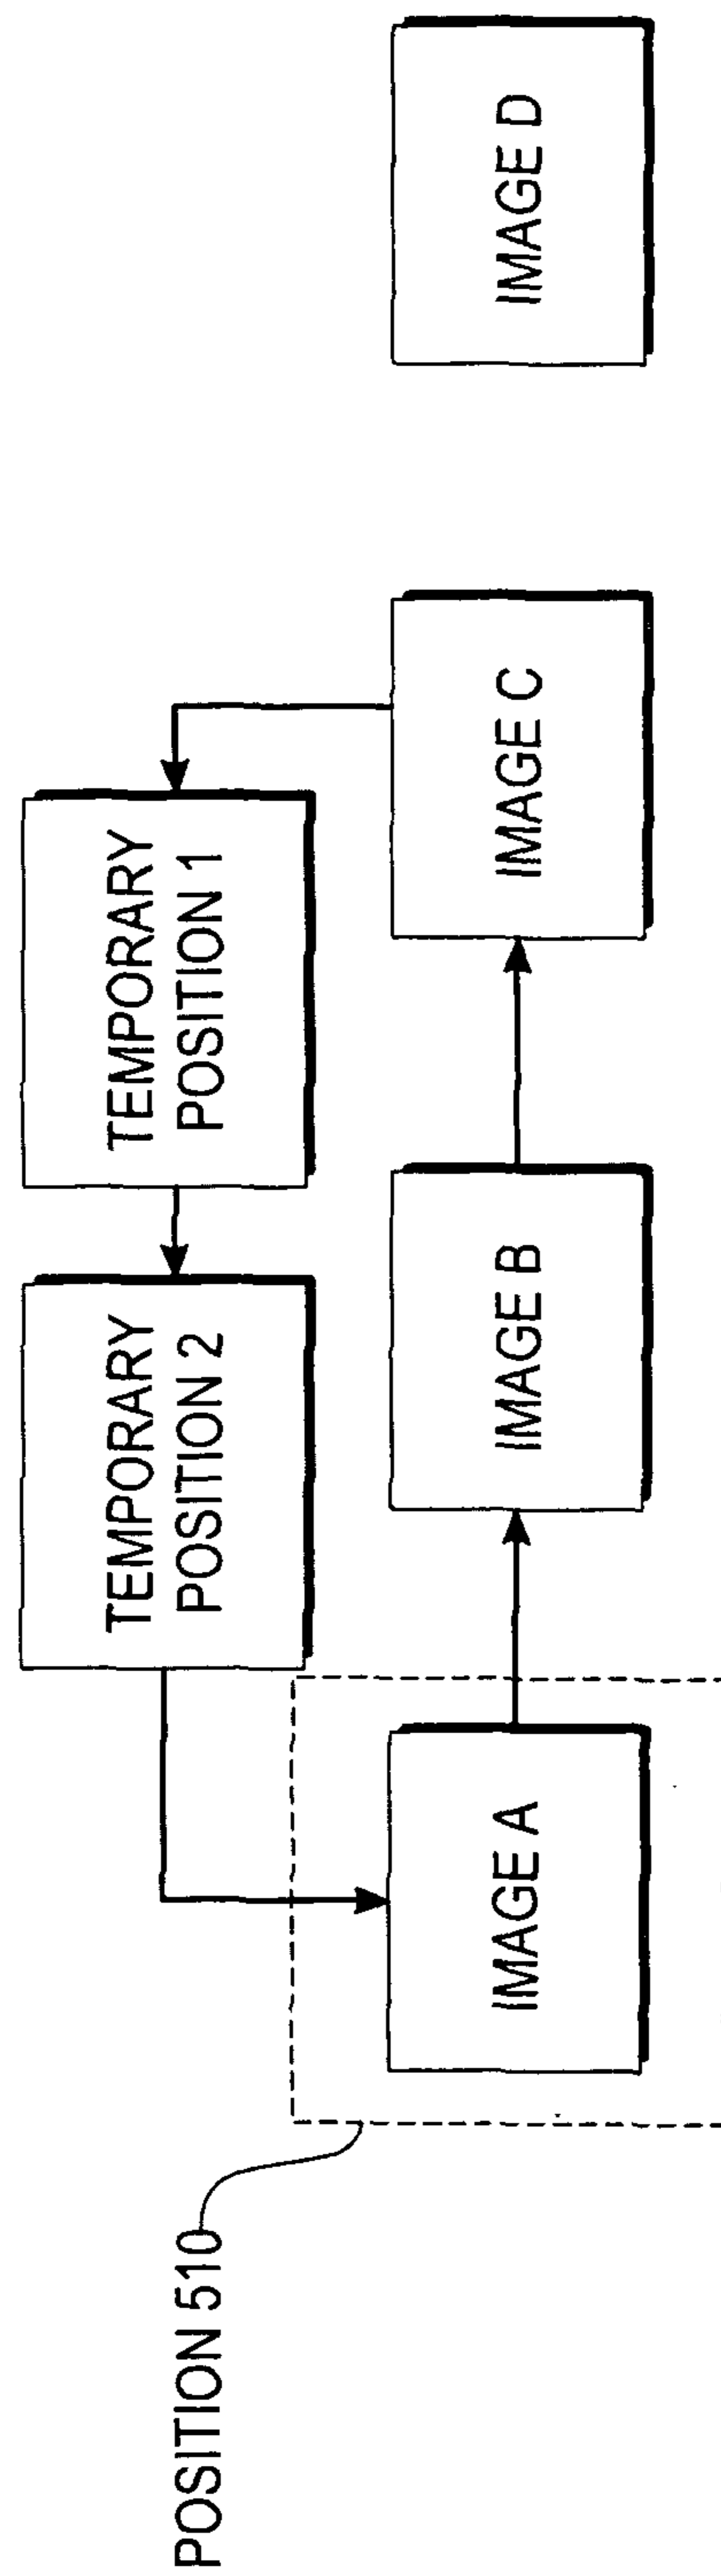 TEMPORARY
POSITION 2
TEMPORARY
POSITION 1
POSITION 510
IMAGE A
IMAGE B
IMAGE C
IMAGE D